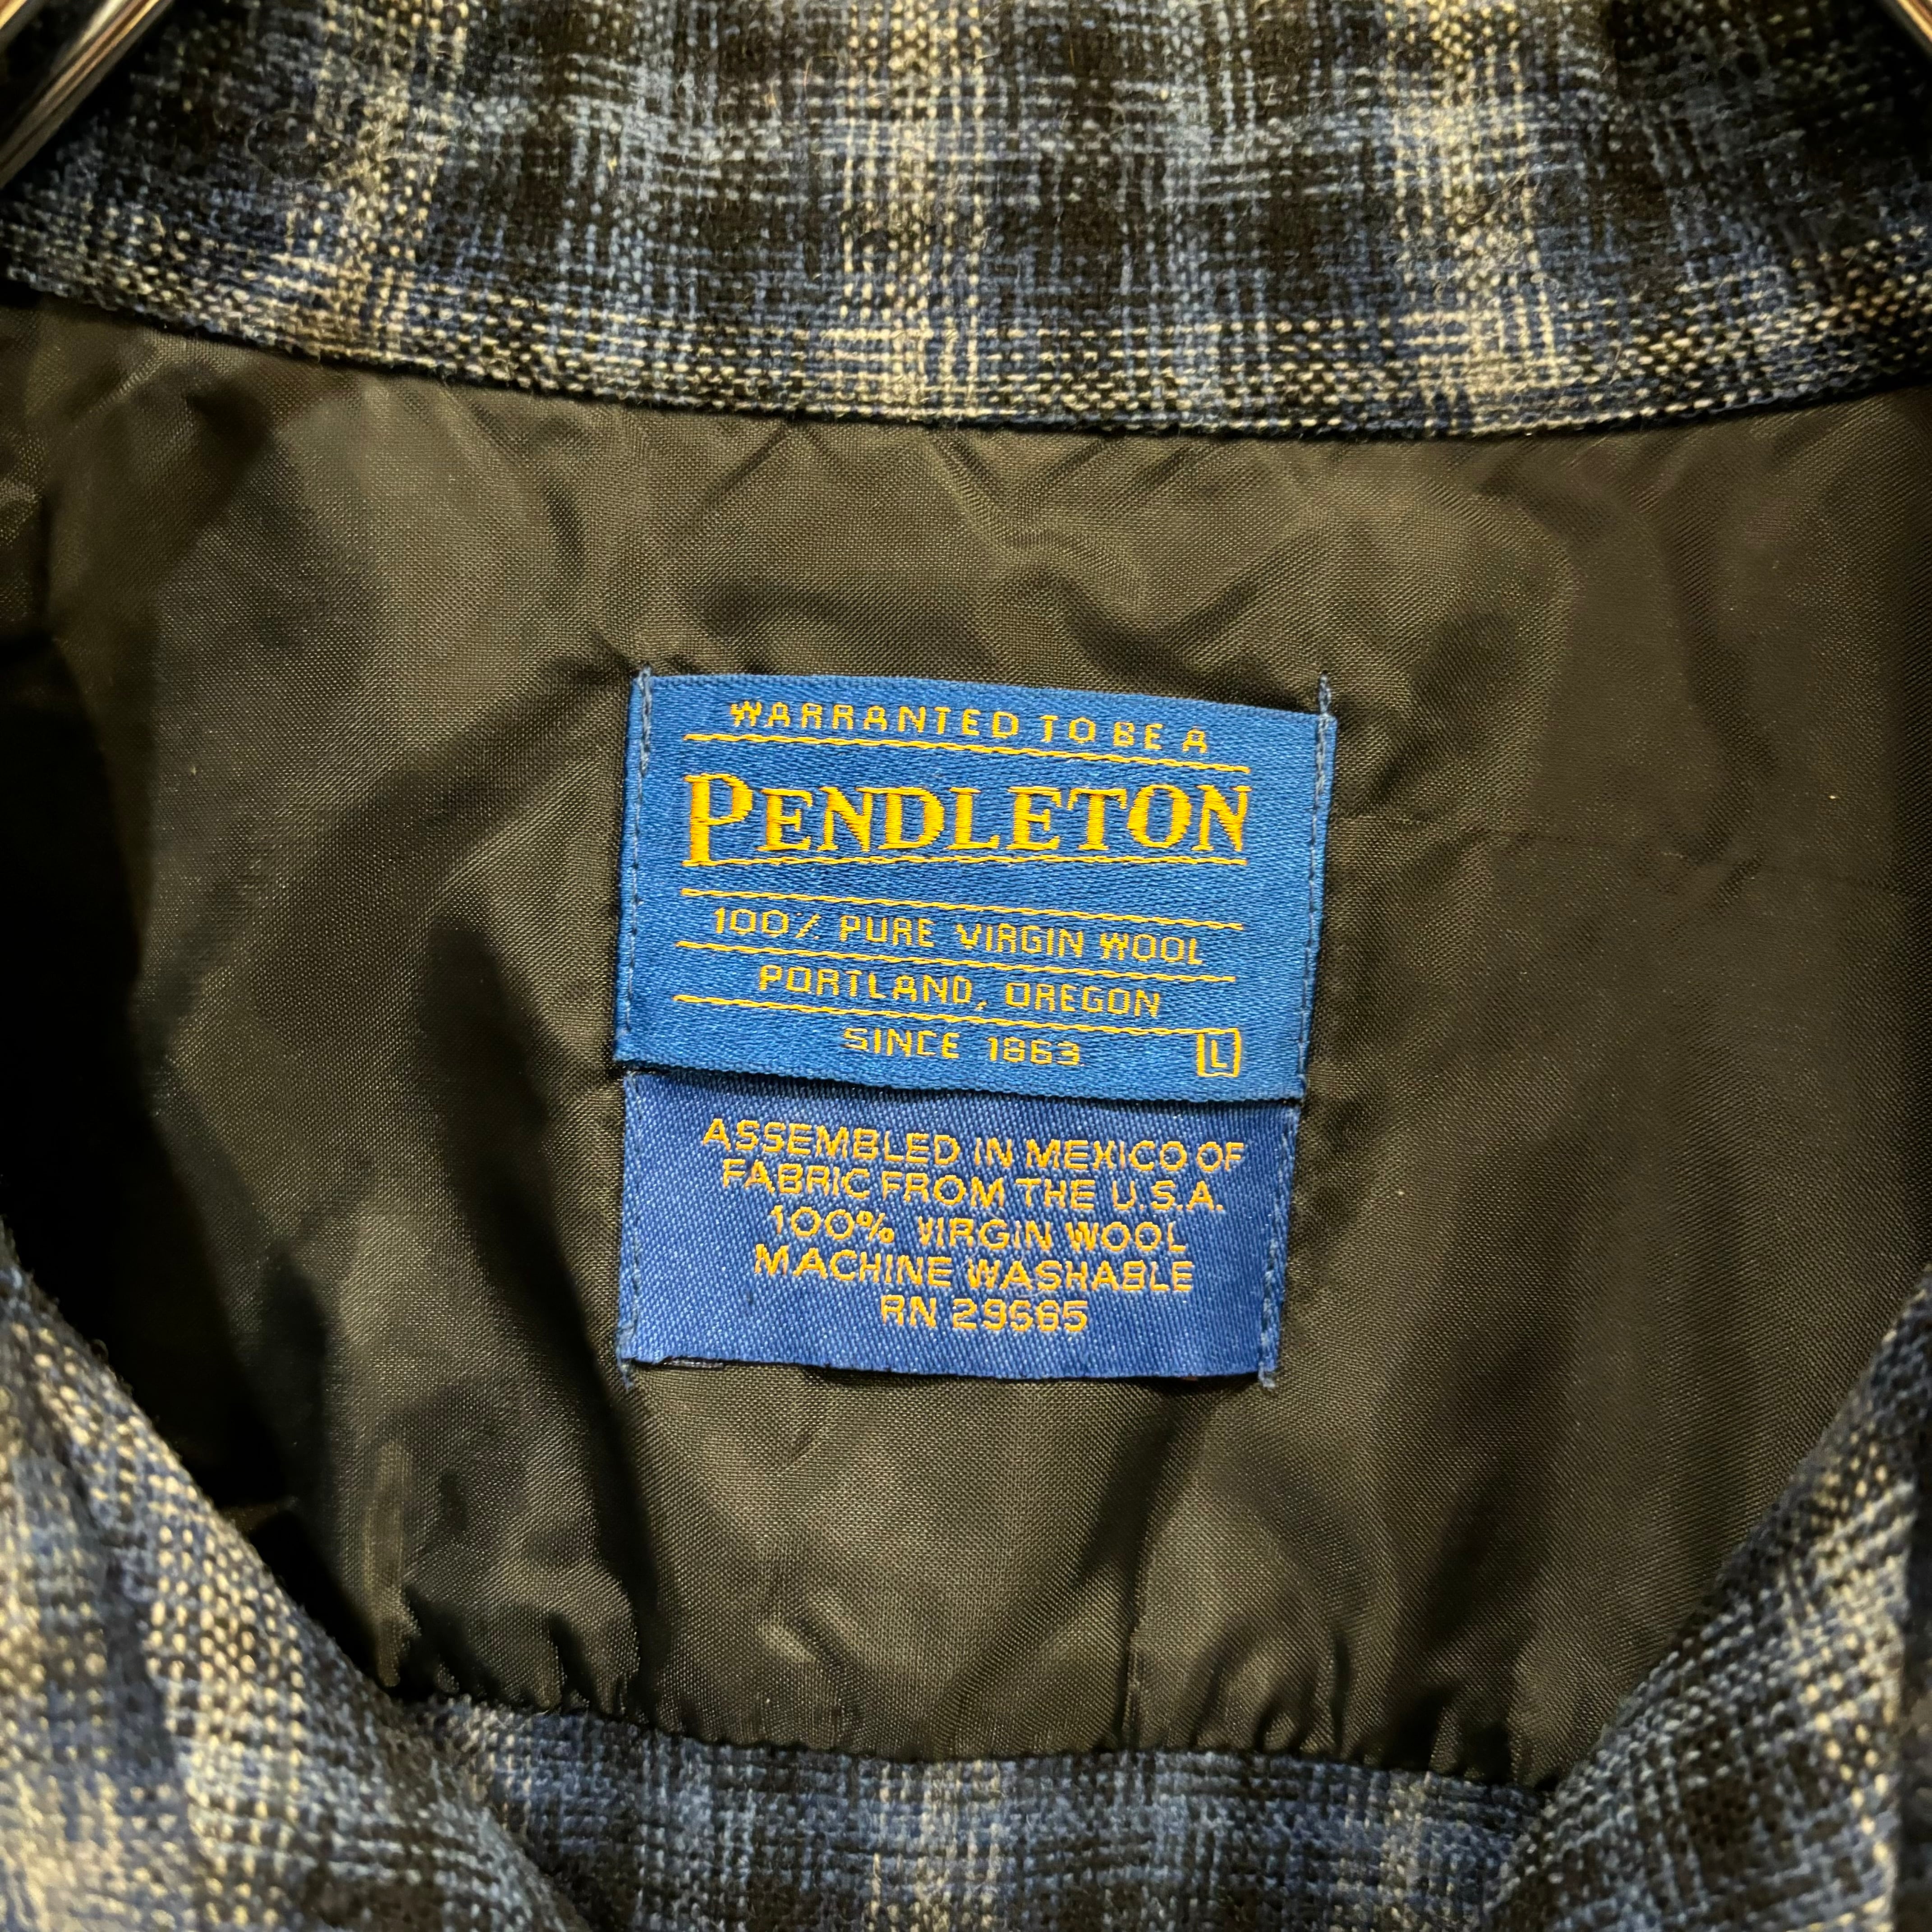 WARRANTED TO BE A
PENDLETON
100% PURE VIRGIN WOOL
PORTLAND, OREGON
SINCE 1863 L
ASSEMBLED IN MEXICO OF
FABRIC FROM THE U.S.A.
100% VIRGIN WOOL
MACHINE WASHABLE
RN 29565